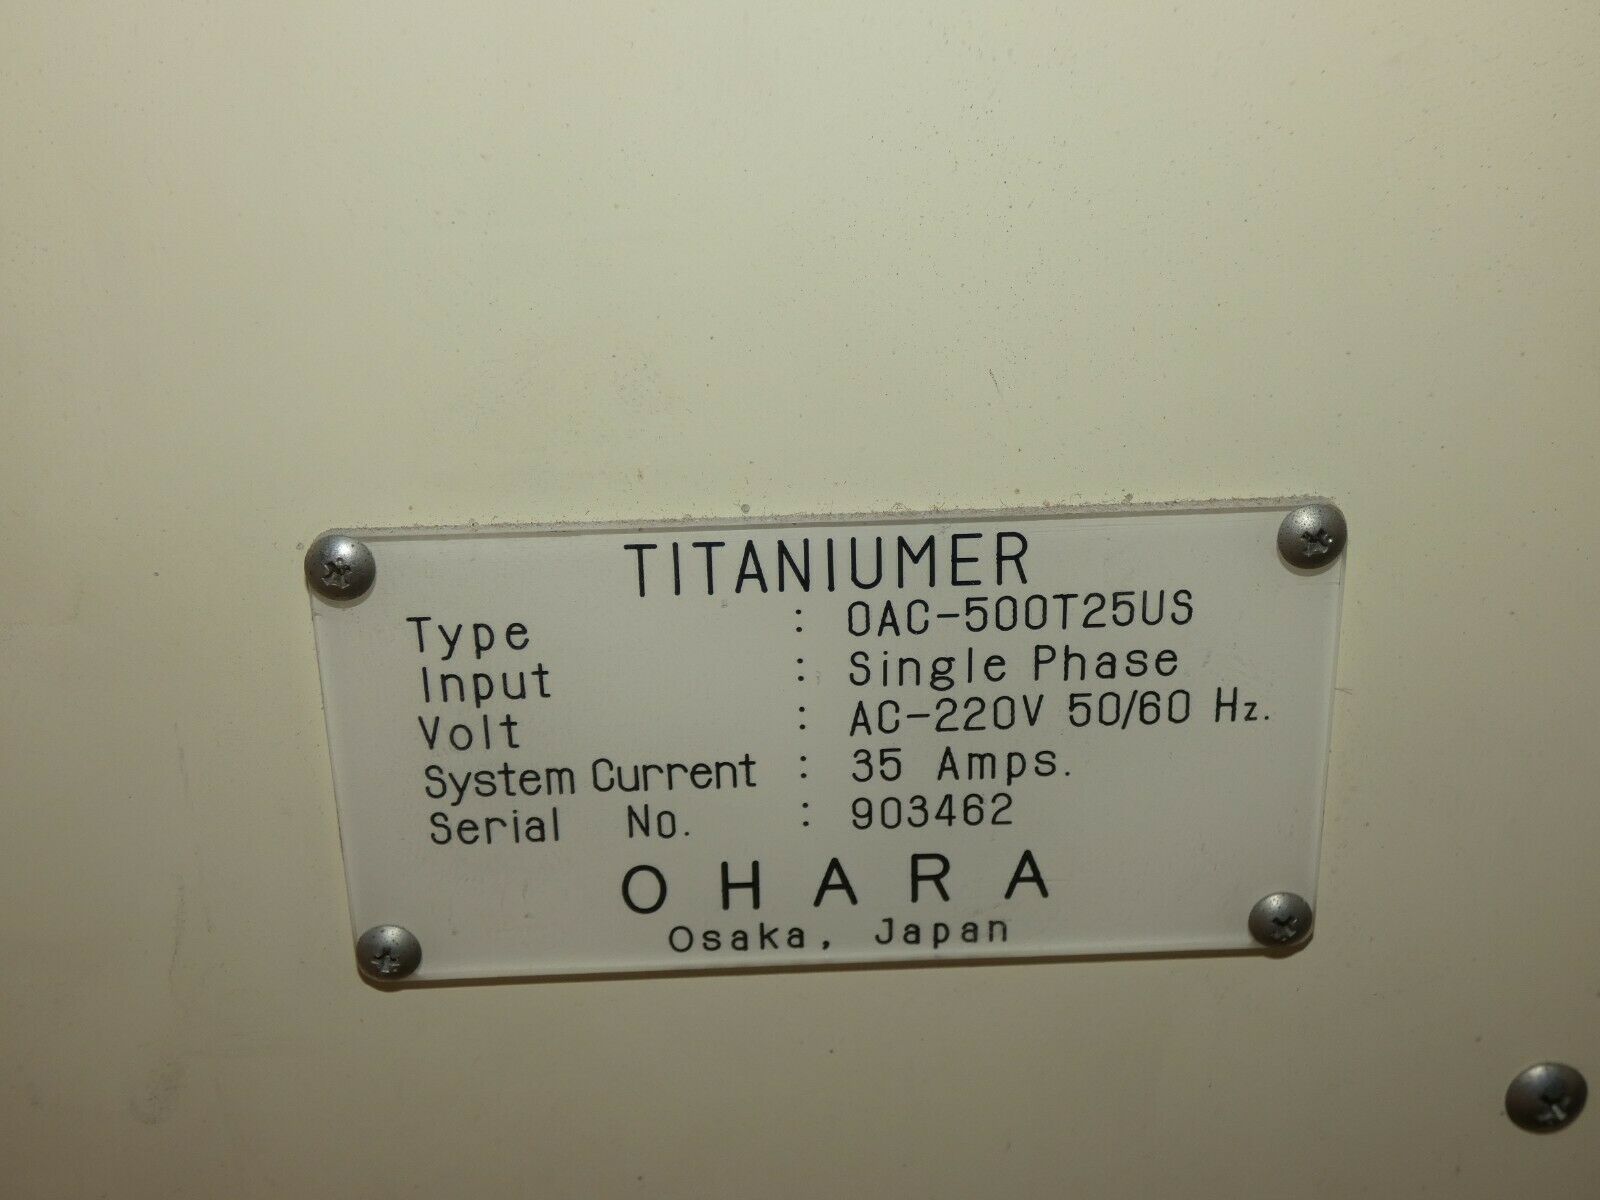 TITANIUMER
Type : OAC-500T25US
Input : Single Phase
Volt : AC-220V 50/60 Hz.
System Current : 35 Amps.
Serial No. : 903462
OHARA
Osaka, Japan